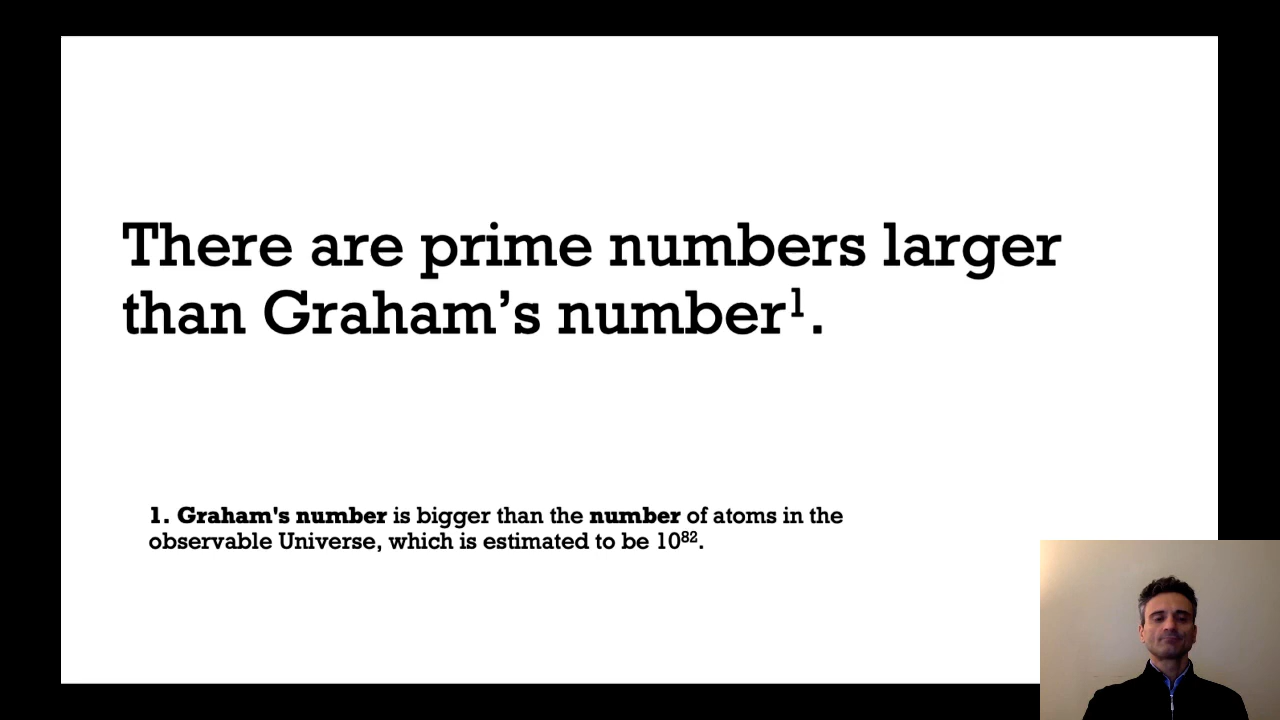 There are prime numbers larger
than Graham’s number¹.
1. Graham's number is bigger than the number of atoms in the
observable Universe, which is estimated to be 10⁸².